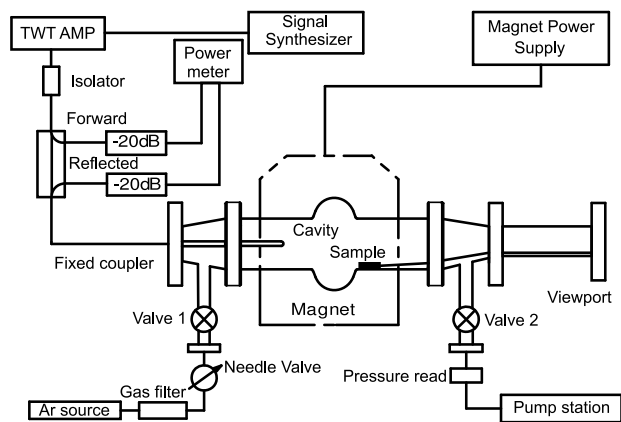 TWT AMP
Signal
Synthesizer
Magnet Power
Supply
Power
meter
Isolator
Forward
-20dB
Reflected
-20dB
Cavity
Sample
Fixed coupler
Magnet
Viewport
Valve 1
Valve 2
Needle Valve
Gas filter
Pressure read
Ar source
Pump station